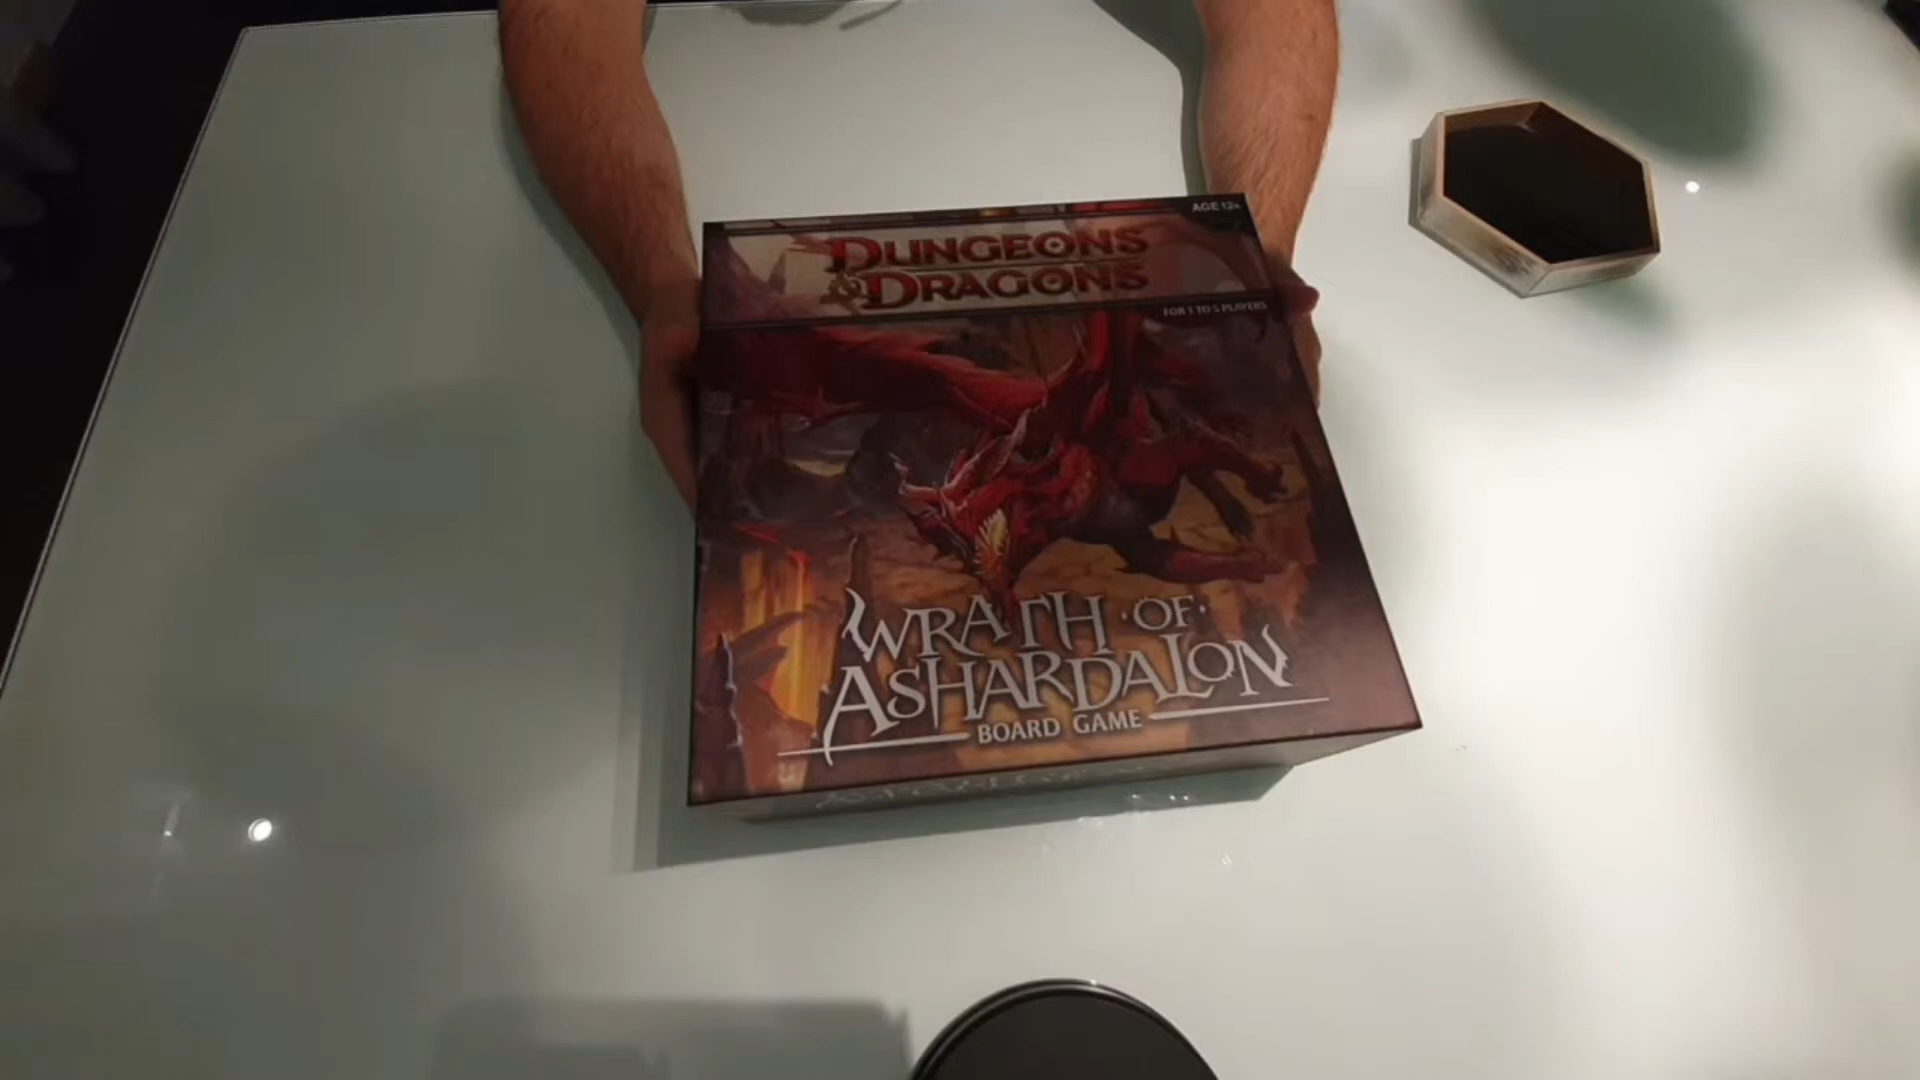 AGE 12+
DUNGEONS
& DRAGONS
FOR 1 TO 5 PLAYERS
WRATH OF
ASHARDALON
BOARD GAME